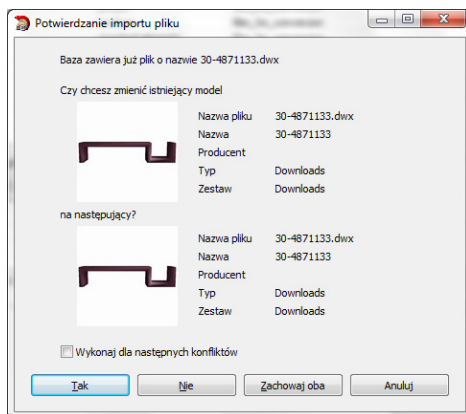 Potwierdzanie importu pliku
Baza zawiera już plik o nazwie 30-4871133.dwx
Czy chcesz zmienić istniejący model
Nazwa pliku 30-4871133.dwx
Nazwa 30-4871133
Producent
Typ Downloads
Zestaw Downloads
na następujący?
Nazwa pliku 30-4871133.dwx
Nazwa 30-4871133
Producent
Typ Downloads
Zestaw Downloads
Wykonaj dla następnych konfliktów
Tak Nie Zachowaj oba Anuluj